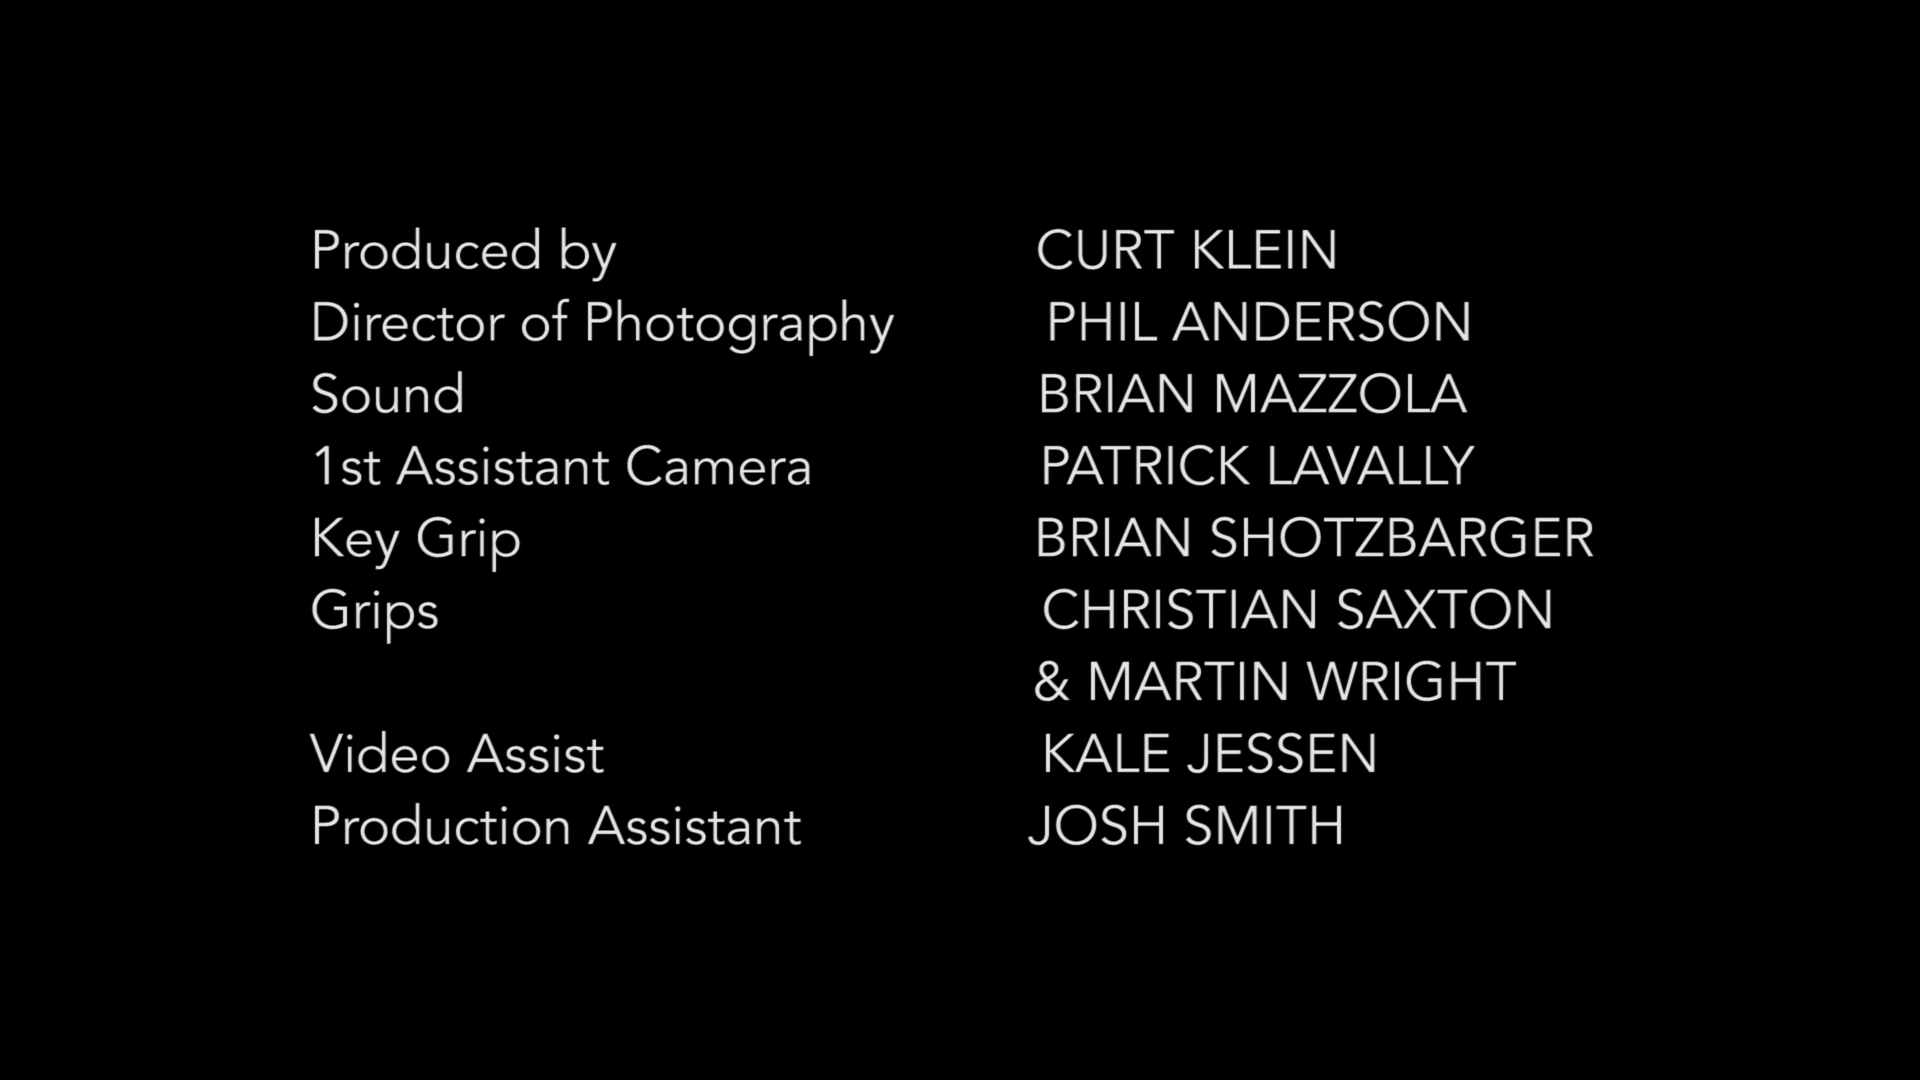 Produced by CURT KLEIN
Director of Photography PHIL ANDERSON
Sound BRIAN MAZZOLA
1st Assistant Camera PATRICK LAVALLY
Key Grip BRIAN SHOTZBARGER
Grips CHRISTIAN SAXTON
& MARTIN WRIGHT
Video Assist KALE JESSEN
Production Assistant JOSH SMITH